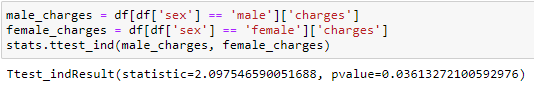 male_charges = df[df['sex'] == 'male']['charges']
female_charges = df[df['sex'] == 'female']['charges']
stats.ttest_ind(male_charges, female_charges)
Ttest_indResult(statistic=2.097546590051688, pvalue=0.03613272100592976)